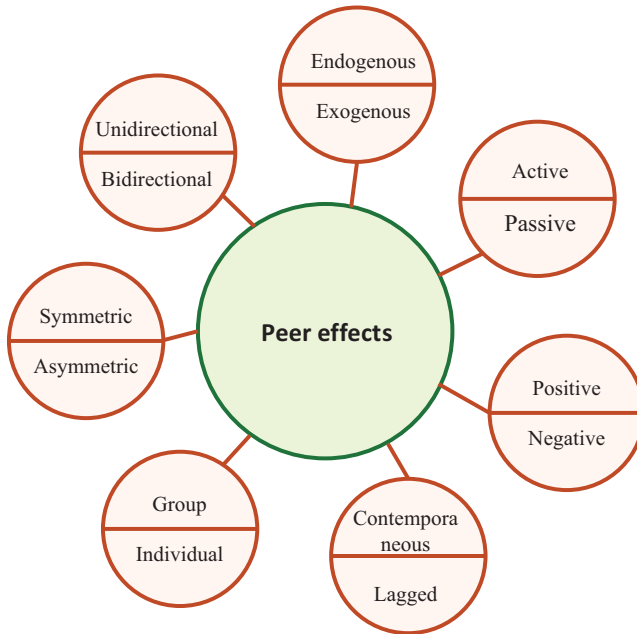 Endogenous
Exogenous
Unidirectional
Bidirectional
Active
Passive
Symmetric
Asymmetric
Peer effects
Positive
Negative
Group
Individual
Contempora
neous
Lagged